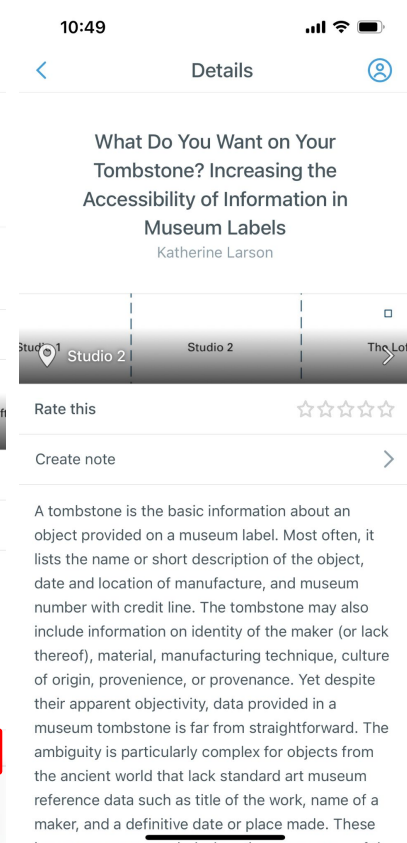 10:49
Details
What Do You Want on Your
Tombstone? Increasing the
Accessibility of Information in
Museum Labels
Katherine Larson
Studio 1
Studio 2
Studio 2
The Lof
Rate this
Create note
A tombstone is the basic information about an
object provided on a museum label. Most often, it
lists the name or short description of the object,
date and location of manufacture, and museum
number with credit line. The tombstone may also
include information on identity of the maker (or lack
thereof), material, manufacturing technique, culture
of origin, provenience, or provenance. Yet despite
their apparent objectivity, data provided in a
museum tombstone is far from straightforward. The
ambiguity is particularly complex for objects from
the ancient world that lack standard art museum
reference data such as title of the work, name of a
maker, and a definitive date or place made. These